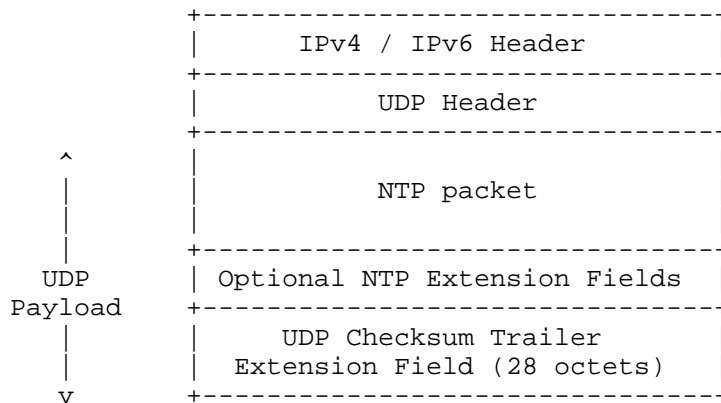 IPv4 / IPv6 Header
UDP Header
NTP packet
Optional NTP Extension Fields
UDP
Payload
UDP Checksum Trailer
Extension Field (28 octets)